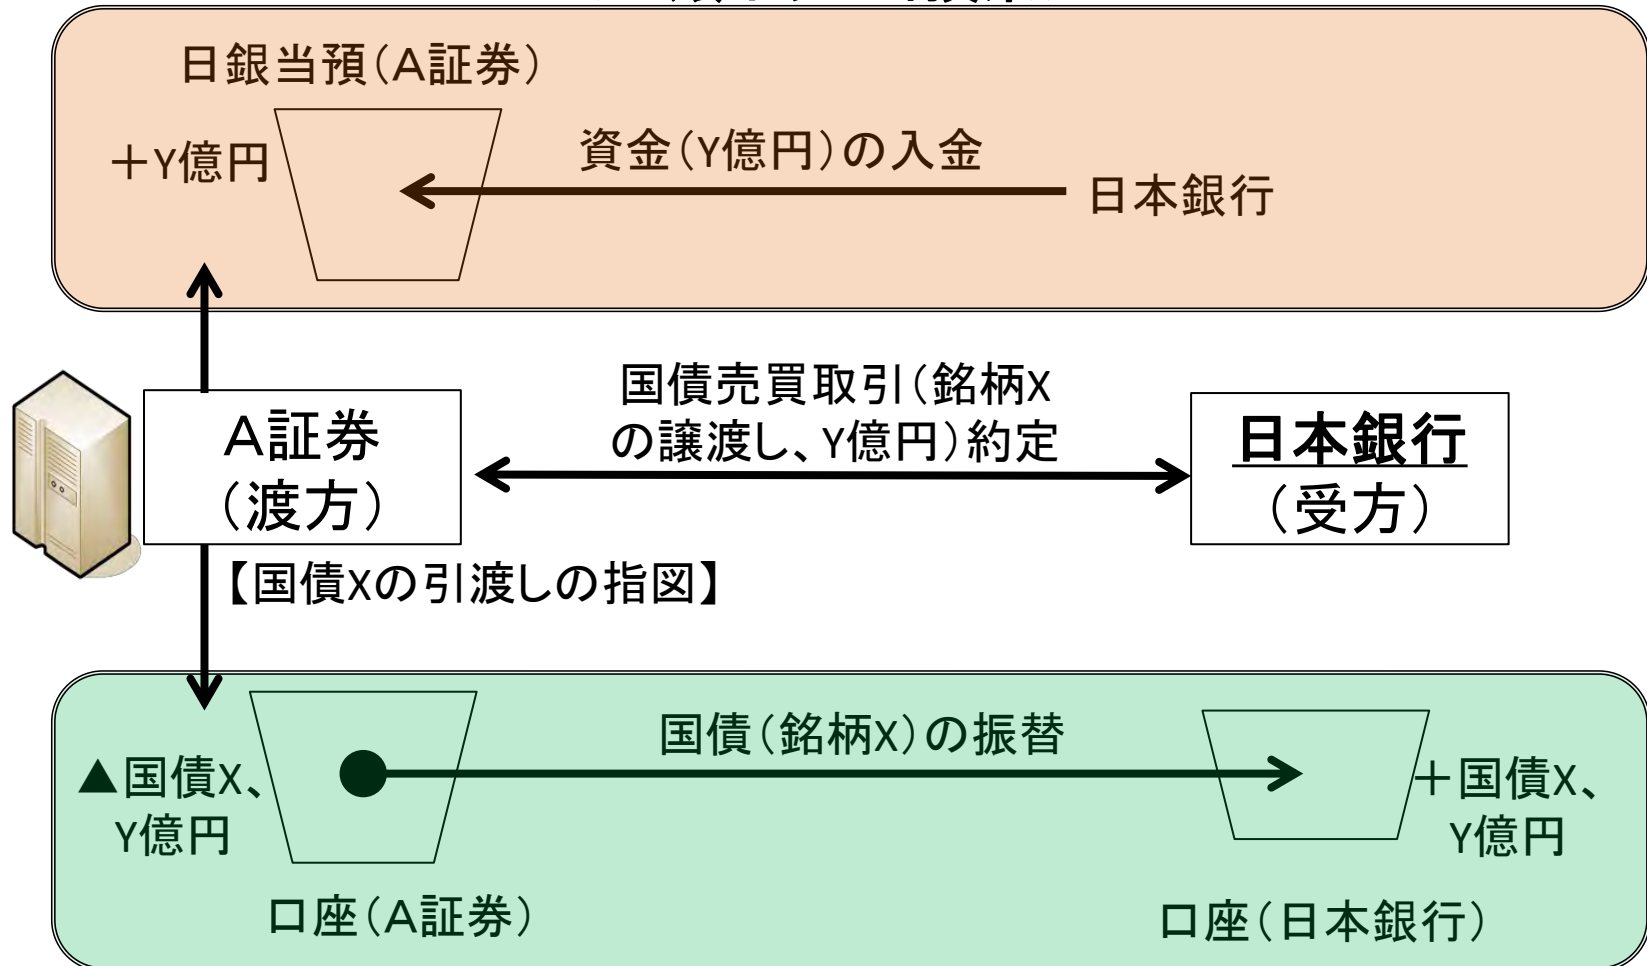 日銀当預(A証券)
+Y億円
資金(Y億円)の入金
日本銀行
国債売買取引(銘柄X
の譲渡し、Y億円)約定
A証券
(渡方)
日本銀行
(受方)
【国債Xの引渡しの指図】
国債(銘柄X)の振替
▲国債X、
Y億円
+国債X、
Y億円
口座(A証券)
口座(日本銀行)